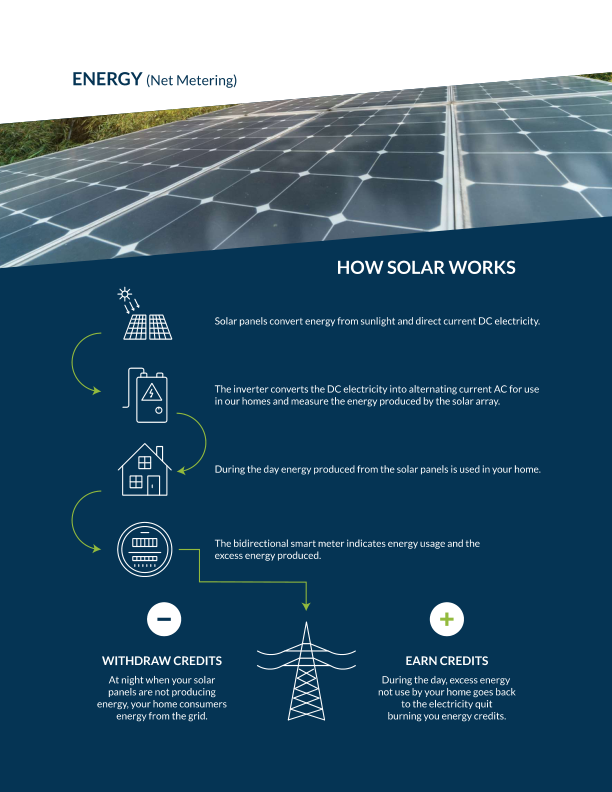 ENERGY (Net Metering)
HOW SOLAR WORKS
Solar panels convert energy from sunlight and direct current DC electricity.
The inverter converts the DC electricity into alternating current AC for use
in our homes and measure the energy produced by the solar array.
During the day energy produced from the solar panels is used in your home.
The bidirectional smart meter indicates energy usage and the
excess energy produced.
WITHDRAW CREDITS
At night when your solar
panels are not producing
energy, your home consumers
energy from the grid.
EARN CREDITS
During the day, excess energy
not use by your home goes back
to the electricity quit
burning you energy credits.